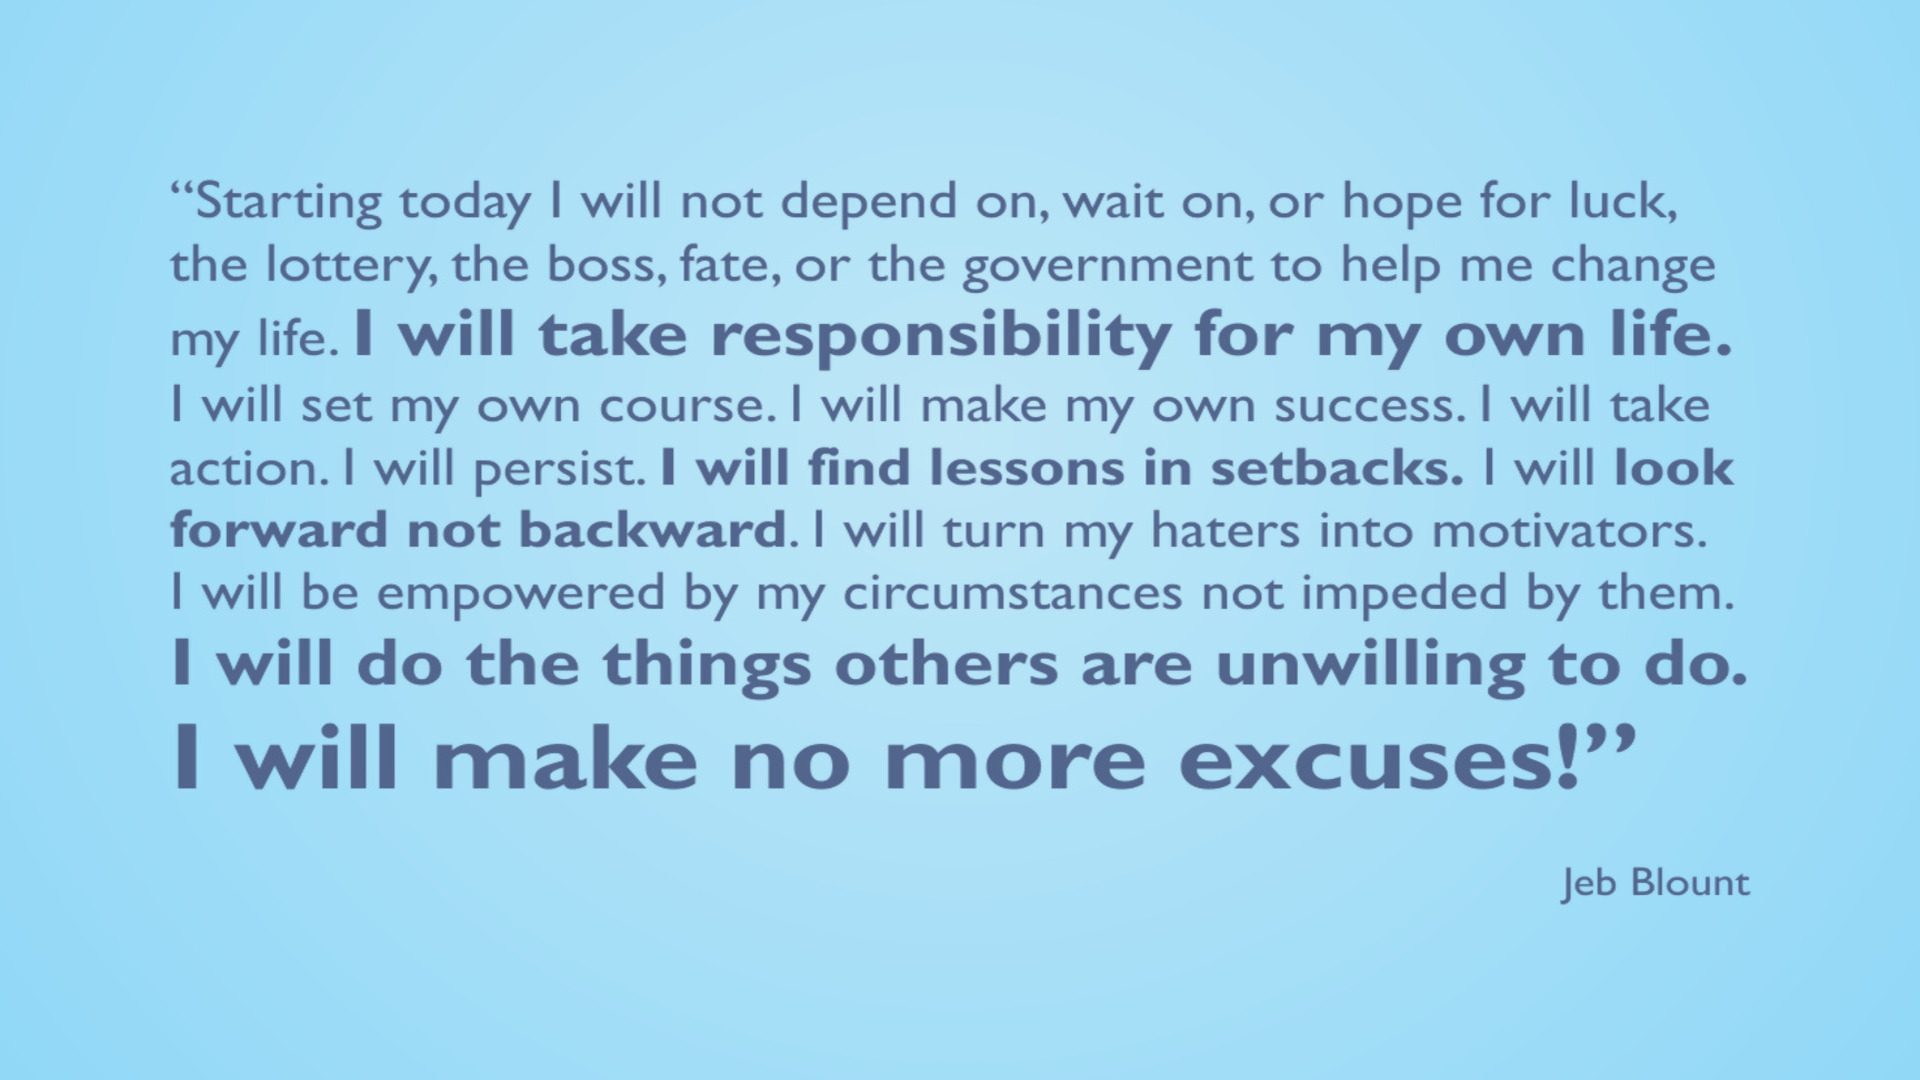 “Starting today I will not depend on, wait on, or hope for luck,
the lottery, the boss, fate, or the government to help me change
my life. I will take responsibility for my own life.
I will set my own course. I will make my own success. I will take
action. I will persist. I will find lessons in setbacks. I will look
forward not backward. I will turn my haters into motivators.
I will be empowered by my circumstances not impeded by them.
I will do the things others are unwilling to do.
I will make no more excuses!”
Jeb Blount